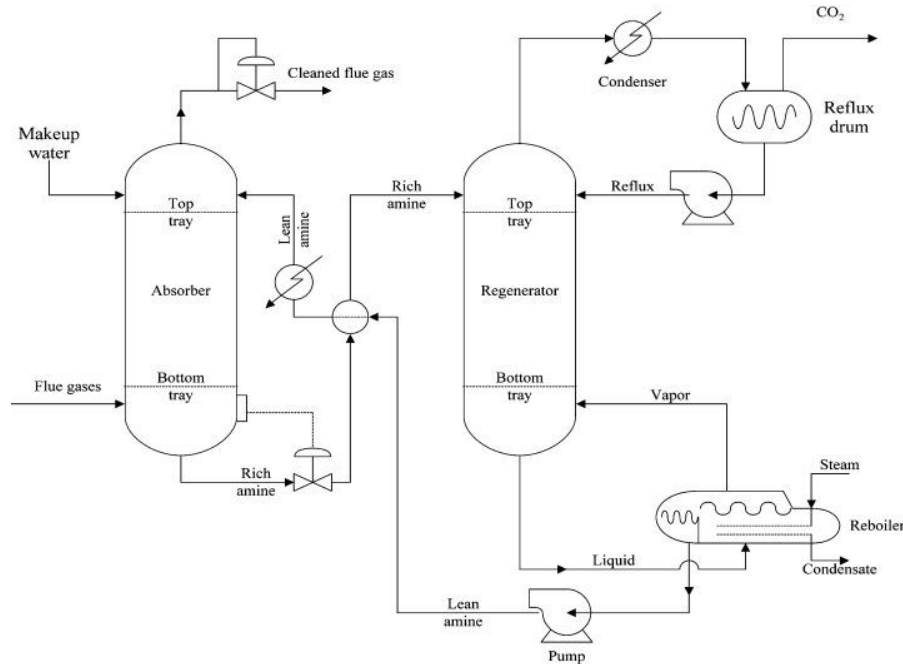 CO2
Cleaned flue gas
Condenser
Reflux
drum
Makeup
water
Rich
amine
Reflux
Top
tray
Lean
amine
Top
tray
Absorber
Regenerator
Flue gases
Bottom
tray
Bottom
tray
Vapor
Rich
amine
Steam
Reboiler
Liquid
Condensate
Lean
amine
Pump